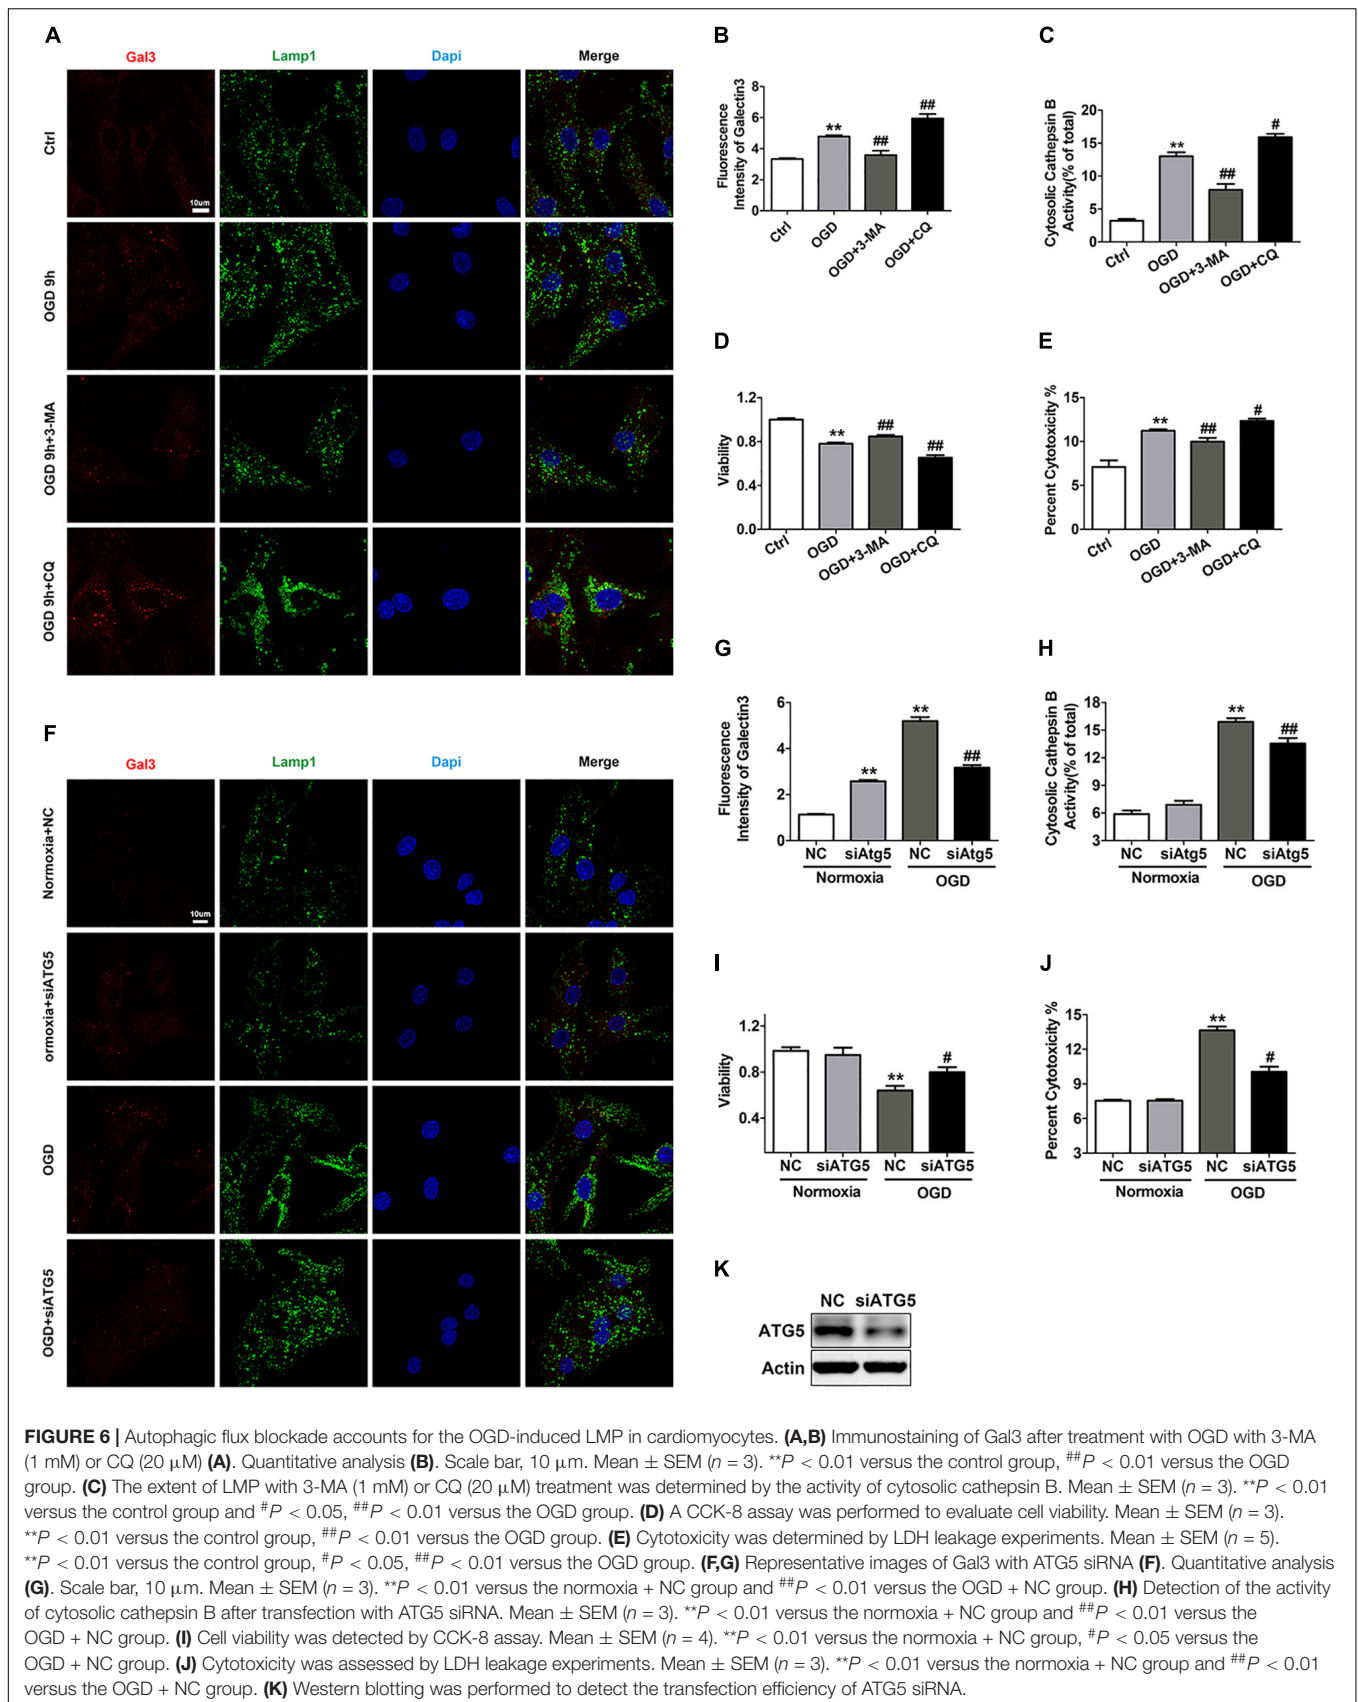 A
Gal3 Lamp1 Dapi Merge
Ctrl
10um
OGD 9h
OGD 9h+3-MA
OGD 9h+CQ
B
Fluorescence
Intensity of Galectin3
8
6
4
2
0
**
##
##
Ctrl OGD OGD+3-MA OGD+CQ
C
Cytosolic Cathepsin B
Activity(% of total)
20
15
10
5
0
**
##
#
Ctrl OGD OGD+3-MA OGD+CQ
D
Viability
1.2
0.8
0.4
0.0
**
##
##
Ctrl OGD OGD+3-MA OGD+CQ
E
Percent Cytotoxicity %
15
10
5
0
**
##
#
Ctrl OGD OGD+3-MA OGD+CQ
F
Gal3 Lamp1 Dapi Merge
Normoxia+NC
10um
ormoxia+siATG5
OGD
OGD+siATG5
G
Fluorescence
Intensity of Galectin3
6
4
2
0
**
**
##
NC siAtg5 NC siAtg5
Normoxia OGD
H
Cytosolic Cathepsin B
Activity(% of total)
18
15
12
9
6
3
**
##
NC siAtg5 NC siAtg5
Normoxia OGD
I
Viability
1.2
0.8
0.4
**
#
NC siATG5 NC siATG5
Normoxia OGD
J
Percent Cytotoxicity %
15
12
9
6
3
**
#
NC siATG5 NC siATG5
Normoxia OGD
K
NC siATG5
ATG5
Actin
FIGURE 6 | Autophagic flux blockade accounts for the OGD-induced LMP in cardiomyocytes. (A,B) Immunostaining of Gal3 after treatment with OGD with 3-MA
(1 mM) or CQ (20 μM) (A). Quantitative analysis (B). Scale bar, 10 μm. Mean ± SEM (n = 3). **P < 0.01 versus the control group, ##P < 0.01 versus the OGD
group. (C) The extent of LMP with 3-MA (1 mM) or CQ (20 μM) treatment was determined by the activity of cytosolic cathepsin B. Mean ± SEM (n = 3). **P < 0.01
versus the control group and #P < 0.05, ##P < 0.01 versus the OGD group. (D) A CCK-8 assay was performed to evaluate cell viability. Mean ± SEM (n = 3).
**P < 0.01 versus the control group, ##P < 0.01 versus the OGD group. (E) Cytotoxicity was determined by LDH leakage experiments. Mean ± SEM (n = 5).
**P < 0.01 versus the control group, #P < 0.05, ##P < 0.01 versus the OGD group. (F,G) Representative images of Gal3 with ATG5 siRNA (F). Quantitative analysis
(G). Scale bar, 10 μm. Mean ± SEM (n = 3). **P < 0.01 versus the normoxia + NC group and ##P < 0.01 versus the OGD + NC group. (H) Detection of the activity
of cytosolic cathepsin B after transfection with ATG5 siRNA. Mean ± SEM (n = 3). **P < 0.01 versus the normoxia + NC group and ##P < 0.01 versus the
OGD + NC group. (I) Cell viability was detected by CCK-8 assay. Mean ± SEM (n = 4). **P < 0.01 versus the normoxia + NC group, #P < 0.05 versus the
OGD + NC group. (J) Cytotoxicity was assessed by LDH leakage experiments. Mean ± SEM (n = 3). **P < 0.01 versus the normoxia + NC group and ##P < 0.01
versus the OGD + NC group. (K) Western blotting was performed to detect the transfection efficiency of ATG5 siRNA.